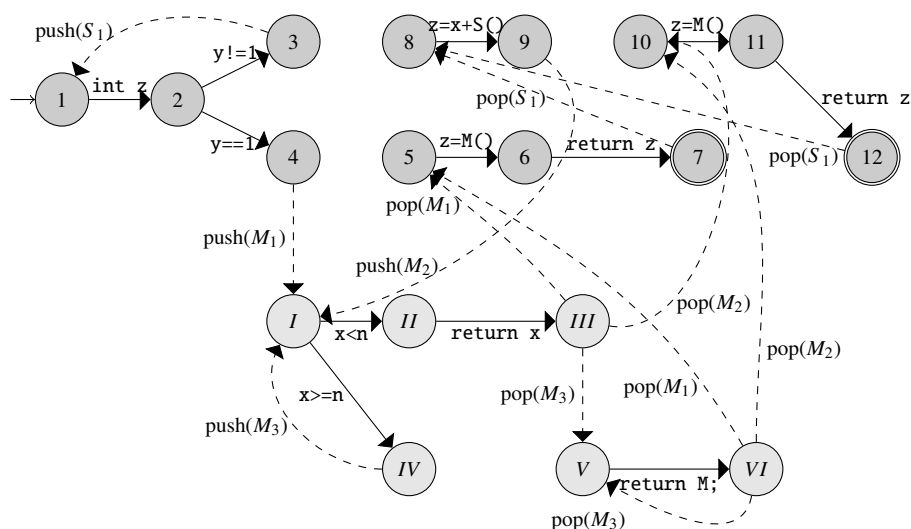 push(S1)
3
8
z=x+S()
9
10
z=M()
11
y!=1
1
int z
2
pop(S1)
return z
y==1
4
5
z=M()
6
return z
7
pop(S1)
12
pop(M1)
push(M1)
push(M2)
pop(M2)
I
x<n
II
return x
III
pop(M2)
x>=n
pop(M3)
pop(M1)
push(M3)
IV
V
return M;
VI
pop(M3)